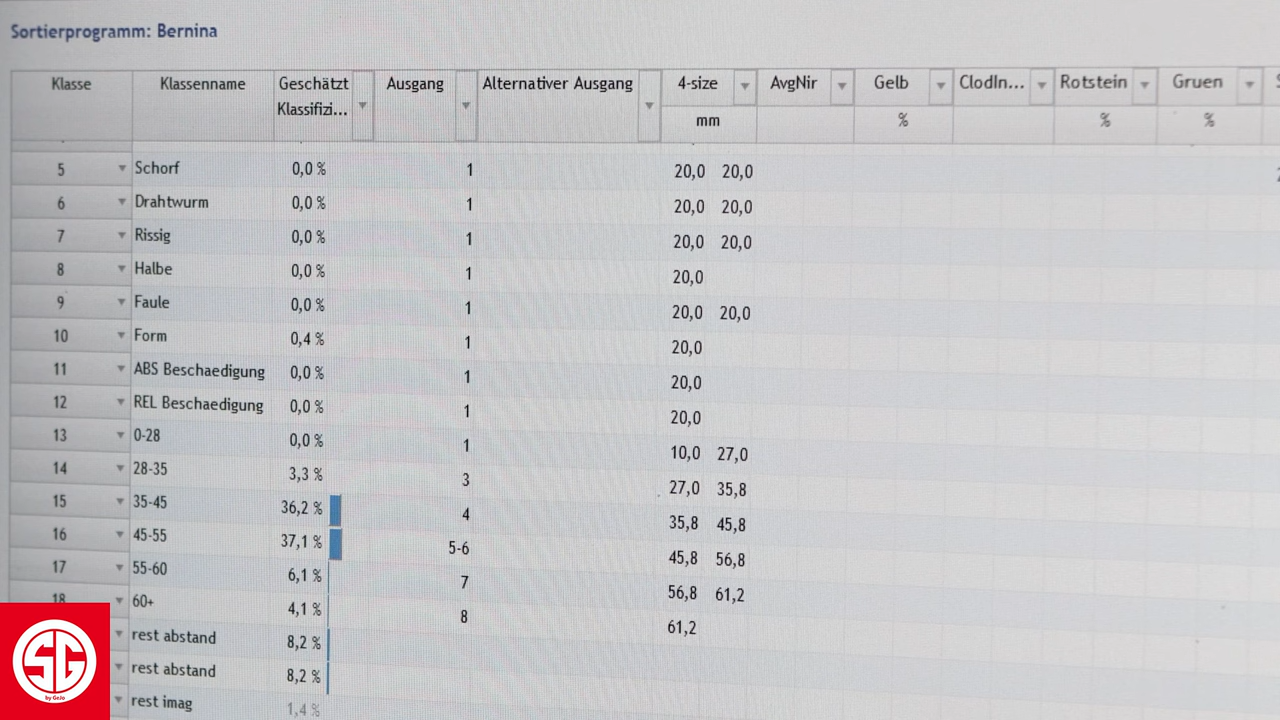 Sortierprogramm: Bernina
Klasse Klassenname Geschätzt Klassifizi... Ausgang Alternativer Ausgang 4-size AvgNir Gelb ClodIn... Rotstein Gruen
mm % % %
5 Schorf 0,0 % 1 20,0 20,0
6 Drahtwurm 0,0 % 1 20,0 20,0
7 Rissig 0,0 % 1 20,0 20,0
8 Halbe 0,0 % 1 20,0
9 Faule 0,0 % 1 20,0 20,0
10 Form 0,4 % 1 20,0
11 ABS Beschaedigung 0,0 % 1 20,0
12 REL Beschaedigung 0,0 % 1 20,0
13 0-28 0,0 % 1 10,0 27,0
14 28-35 3,3 % 3 27,0 35,8
15 35-45 36,2 % 4 35,8 45,8
16 45-55 37,1 % 5-6 45,8 56,8
17 55-60 6,1 % 7 56,8 61,2
18 60+ 4,1 % 8 61,2
rest abstand 8,2 %
rest abstand 8,2 %
rest imag 1,4 %
SG
by GeJo